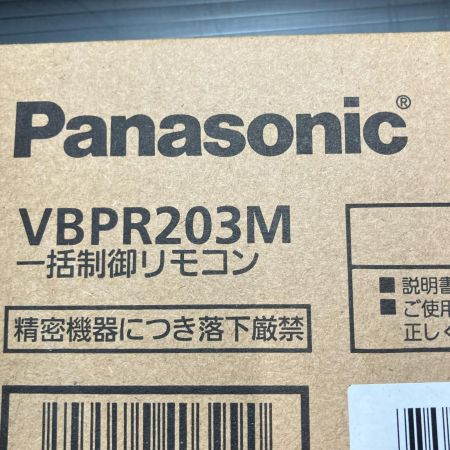 Panasonic®
VBPR203M
一括制御リモコン
精密機器につき落下厳禁
■ 説明書
■ ご使用
正しく